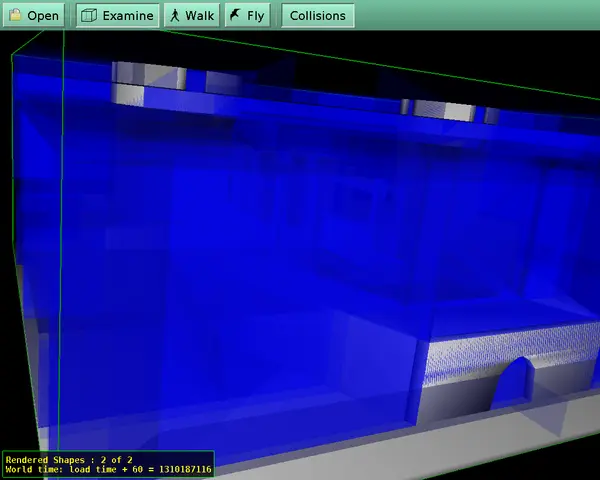 Open Examine Walk Fly Collisions
Rendered Shapes : 2 of 2
World time: load time + 60 = 1310187116